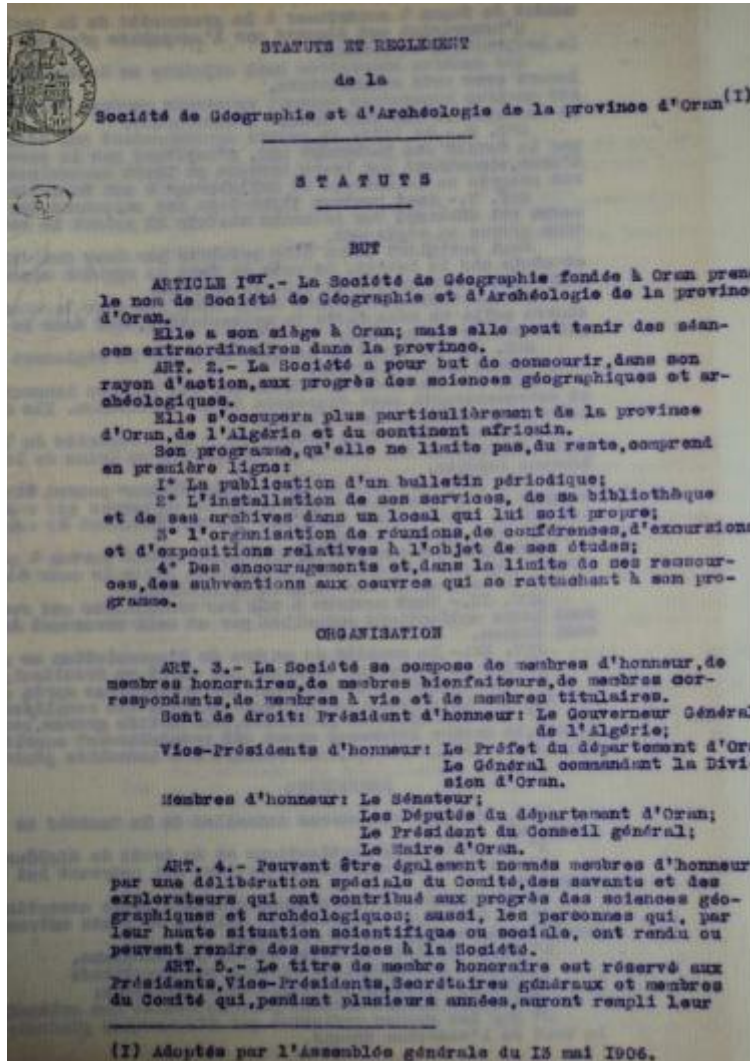 STATUTS ET REGLEMENT
de la
Société de Géographie et d'Archéologie de la province d'Oran(I)
STATUTS
BUT
ARTICLE Ier.- La Société de Géographie fondée à Oran prend
le nom de Société de Géographie et d'Archéologie de la province
d'Oran.
Elle a son siège à Oran; mais elle peut tenir des séan-
ces extraordinaires dans la province.
ART. 2.- La Société a pour but de concourir,dans son
rayon d'action,aux progrès des sciences géographiques et ar-
chéologiques.
Elle s'occupera plus particulièrement de la province
d'Oran,de l'Algérie et du continent africain.
Son programme,qu'elle ne limite pas,du reste,comprend
en première ligne:
I° La publication d'un bulletin périodique;
2° L'installation de ses services, de sa bibliothèque
et de ses archives dans un local qui lui soit propre;
3° l'organisation de réunions,de conférences,d'excursions
et d'expositions relatives à l'objet de ses études;
4° Des encouragements et,dans la limite de ses ressour-
ces,des subventions aux oeuvres qui se rattachent à son pro-
gramme.
ORGANISATION
ART. 3.- La Société se compose de membres d'honneur,de
membres honoraires,de membres bienfaiteurs,de membres cor-
respondants,de membres à vie et de membres titulaires.
Sont de droit: Président d'honneur: Le Gouverneur Général
de l'Algérie;
Vice-Présidents d'honneur: Le Préfet du département d'Oran
Le Général commandant la Divi-
sion d'Oran.
Membres d'honneur: Le Sénateur;
Les Députés du département d'Oran;
Le Président du Conseil général;
Le Maire d'Oran.
ART. 4.- Peuvent être également nommés membres d'honneur
par une délibération spéciale du Comité,des savants et des
explorateurs qui ont contribué aux progrès des sciences géo-
graphiques et archéologiques; aussi, les personnes qui, par
leur haute situation scientifique ou sociale, ont rendu ou
peuvent rendre des services à la Société.
ART. 5.- Le titre de membre honoraire est réservé aux
Présidents,Vice-Présidents,Secrétaires généraux et membres
du Comité qui,pendant plusieurs années,auront rempli leur
(I) Adoptés par l'Assemblée générale du I3 mai I906.